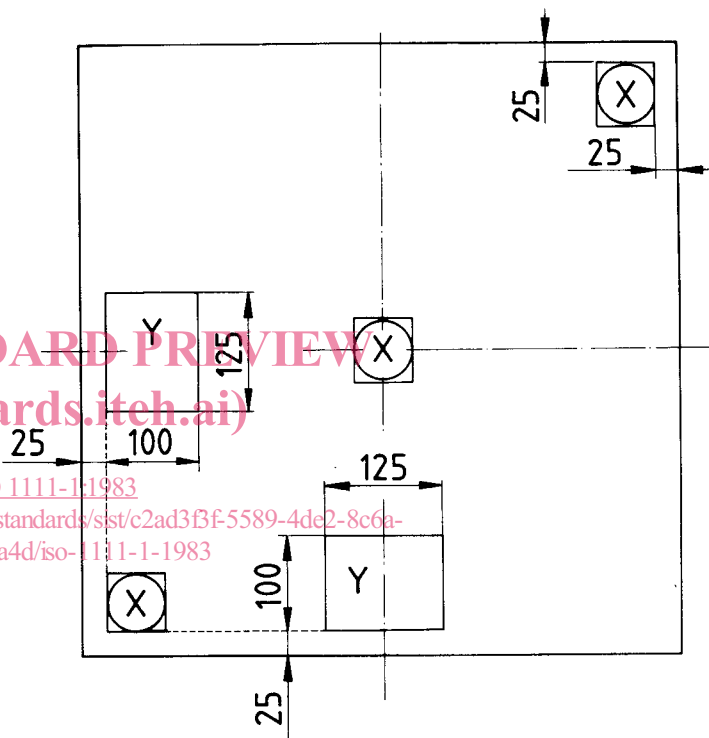 25
X
25
Y
125
X
DARD PREVIEW
ards.iteh.ai)
25
100
125
1111-1:1983
standards/sist/c2ad3f3f-5589-4de2-8c6a-
a4d/iso-1111-1-1983
100
Y
X
25